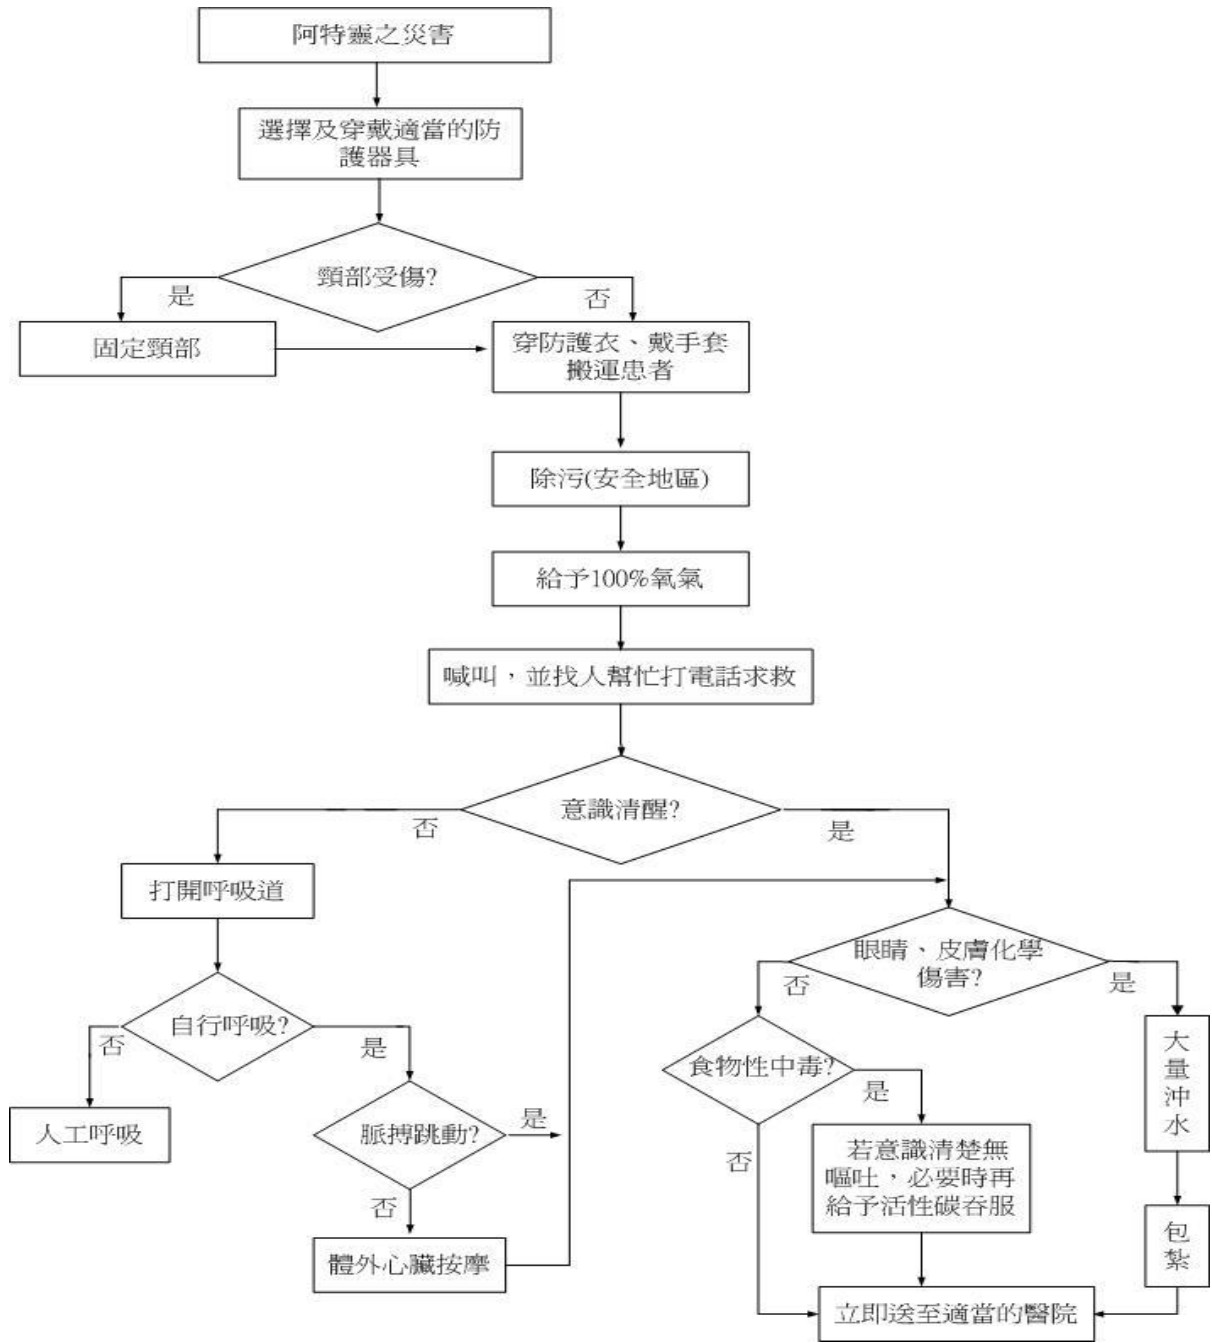 阿特靈之災害
選擇及穿戴適當的防
護器具
頸部受傷?
是
否
固定頸部
穿防護衣、戴手套
搬運患者
除污(安全地區)
給予100%氧氣
喊叫，並找人幫忙打電話求救
意識清醒?
否
是
打開呼吸道
眼睛、皮膚化學
傷害?
否
是
自行呼吸?
否
是
大
量
沖
水
食物性中毒?
是
否
人工呼吸
脈搏跳動?
是
否
若意識清楚無
嘔吐，必要時再
給予活性碳吞服
體外心臟按摩
包
紮
立即送至適當的醫院